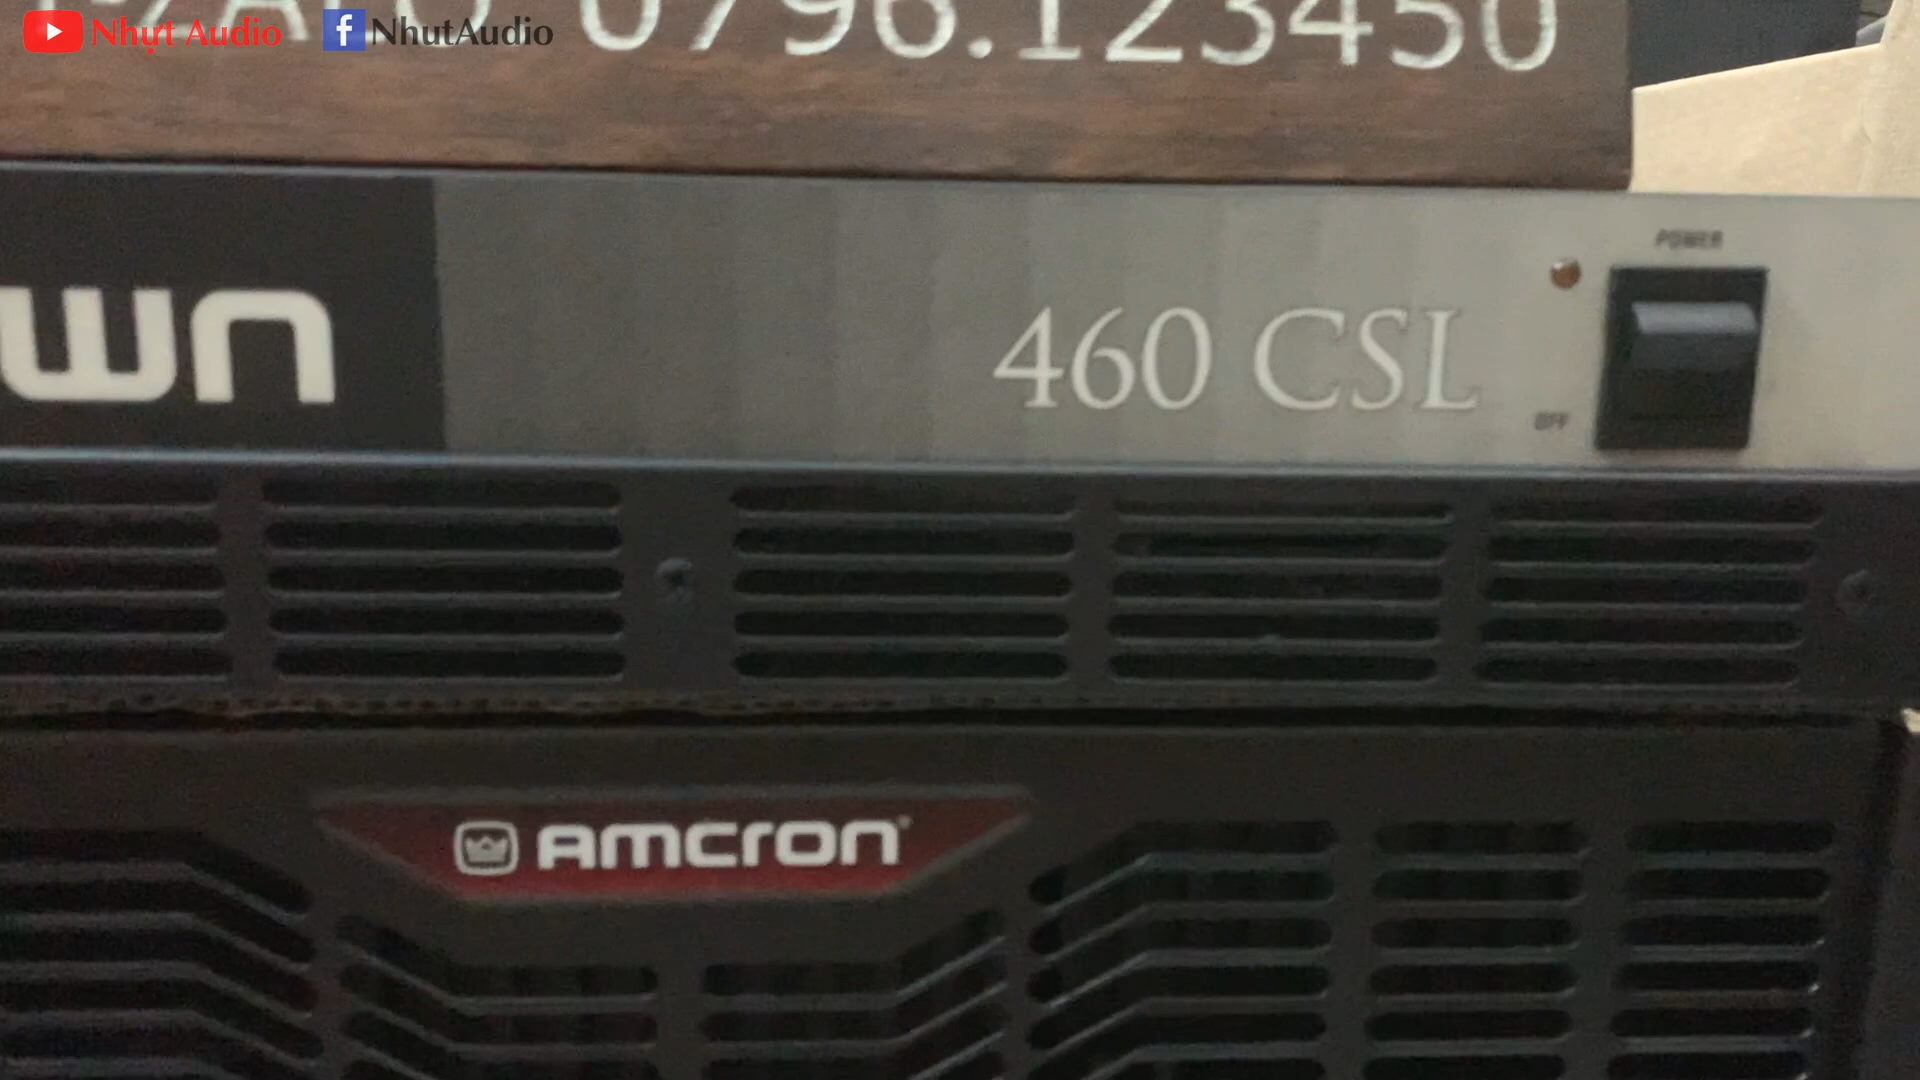 Nhựt Audio NhutAudio
0796.123450
POWER
wn
460 CSL
OFF
AMCRON